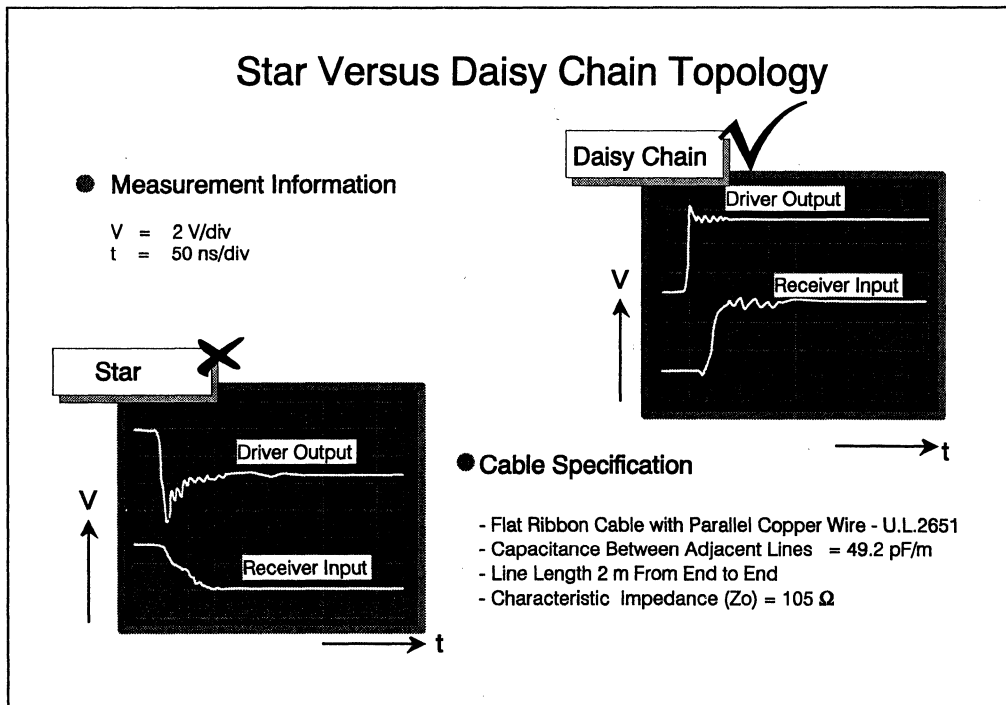 Star Versus Daisy Chain Topology
Daisy Chain
Driver Output
Receiver Input
V
t
● Measurement Information
V = 2 V/div
t = 50 ns/div
Star
Driver Output
Receiver Input
V
t
● Cable Specification
- Flat Ribbon Cable with Parallel Copper Wire - U.L.2651
- Capacitance Between Adjacent Lines = 49.2 pF/m
- Line Length 2 m From End to End
- Characteristic Impedance (Zo) = 105 Ω